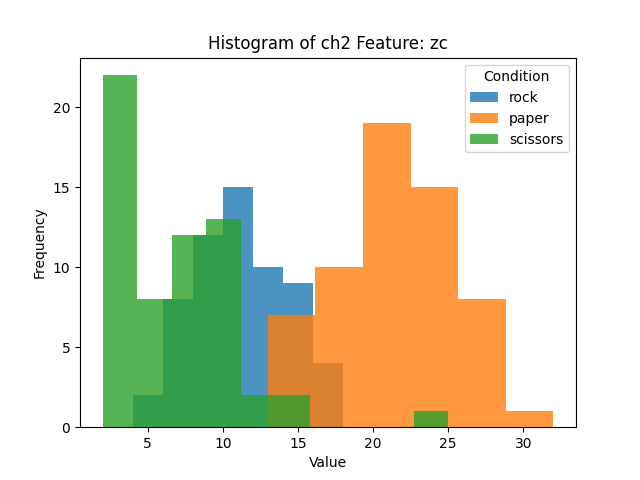 Histogram of ch2 Feature: zc
Condition
rock
paper
scissors
20
15
10
5
0
Frequency
5 10 15 20 25 30
Value